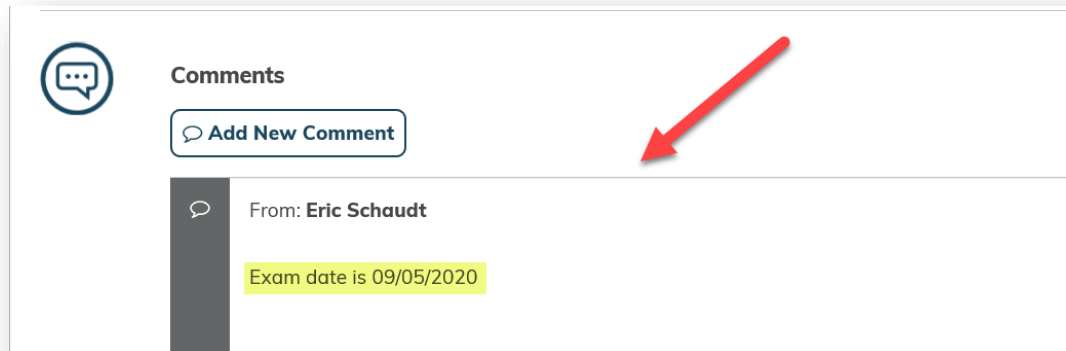 Comments
Add New Comment
From: Eric Schaudt
Exam date is 09/05/2020